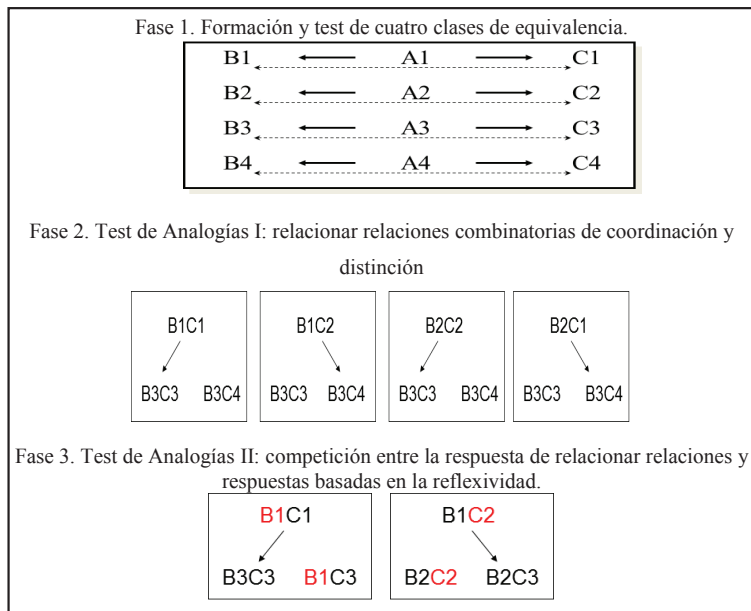 Fase 1. Formación y test de cuatro clases de equivalencia.
B1 A1 C1
B2 A2 C2
B3 A3 C3
B4 A4 C4
Fase 2. Test de Analogías I: relacionar relaciones combinatorias de coordinación y
distinción
B1C1 B1C2 B2C2 B2C1
B3C3 B3C4 B3C3 B3C4 B3C3 B3C4 B3C3 B3C4
Fase 3. Test de Analogías II: competición entre la respuesta de relacionar relaciones y
respuestas basadas en la reflexividad.
B1C1 B1C2
B3C3 B1C3 B2C2 B2C3